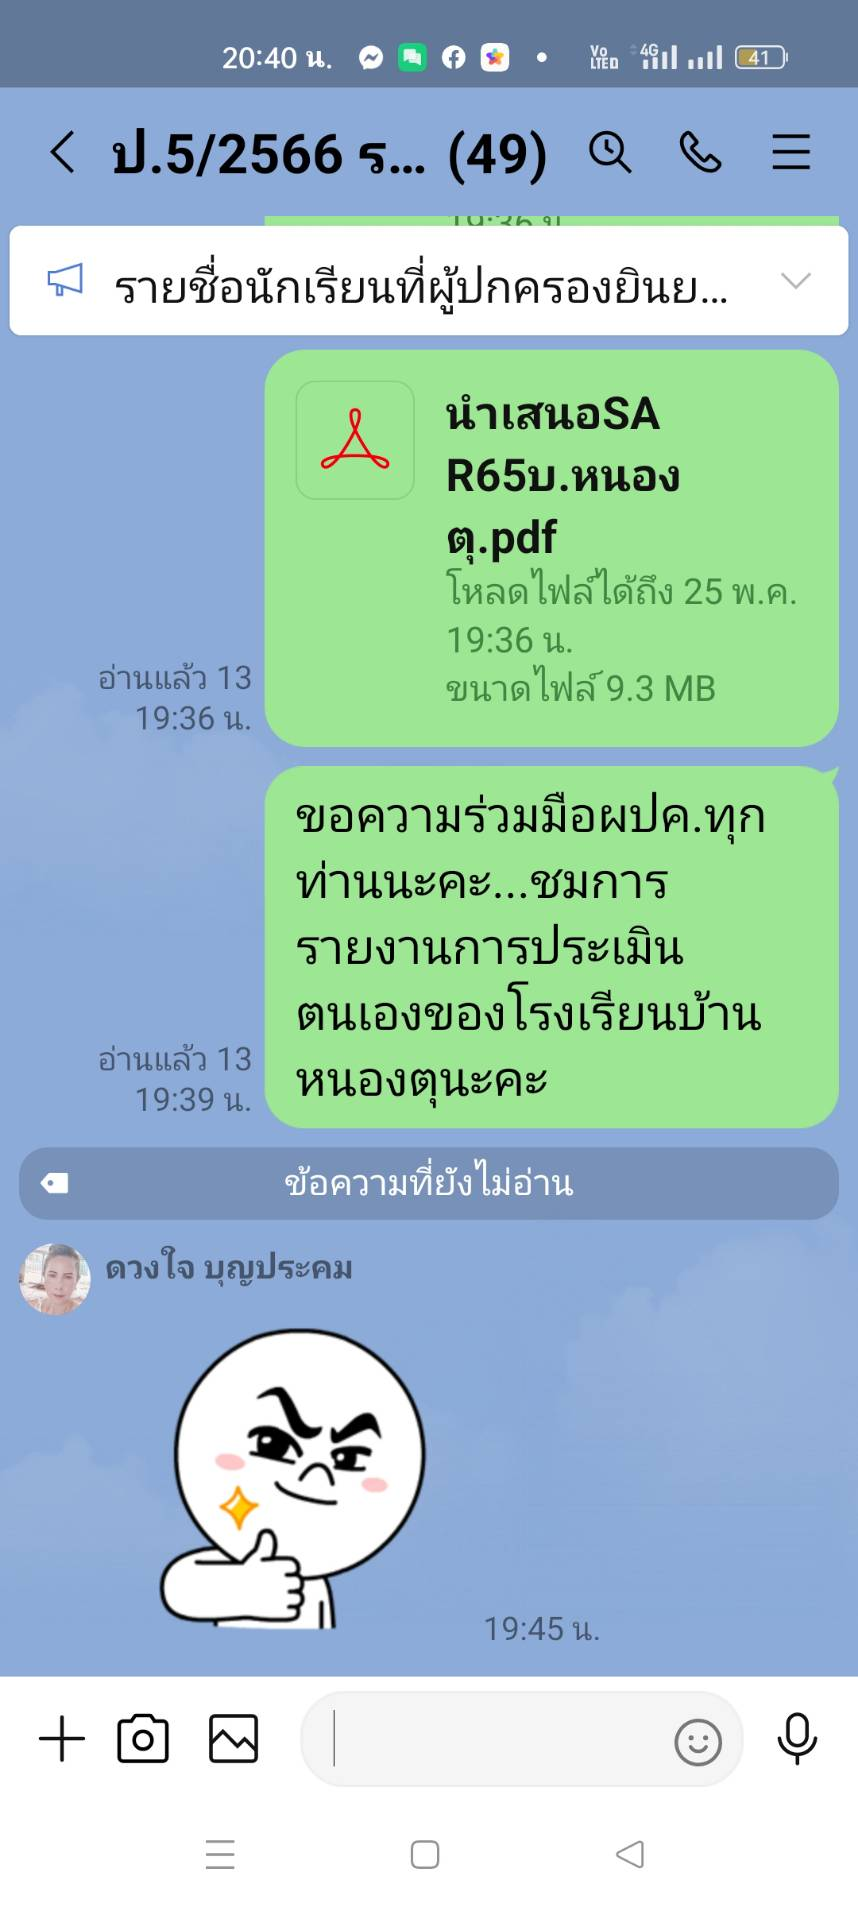 20:40 น.
Vo LTED 4G 41
ป.5/2566 ร... (49)
19:36 น.
รายชื่อนักเรียนที่ผู้ปกครองยินย...
นำเสนอSA
R65บ.หนอง
ตุ.pdf
โหลดไฟล์ได้ถึง 25 พ.ค.
19:36 น.
ขนาดไฟล์ 9.3 MB
อ่านแล้ว 13
19:36 น.
ขอความร่วมมือผปค.ทุก
ท่านนะคะ...ชมการ
รายงานการประเมิน
ตนเองของโรงเรียนบ้าน
หนองตุนะคะ
อ่านแล้ว 13
19:39 น.
ข้อความที่ยังไม่อ่าน
ดวงใจ บุญประคม
19:45 น.